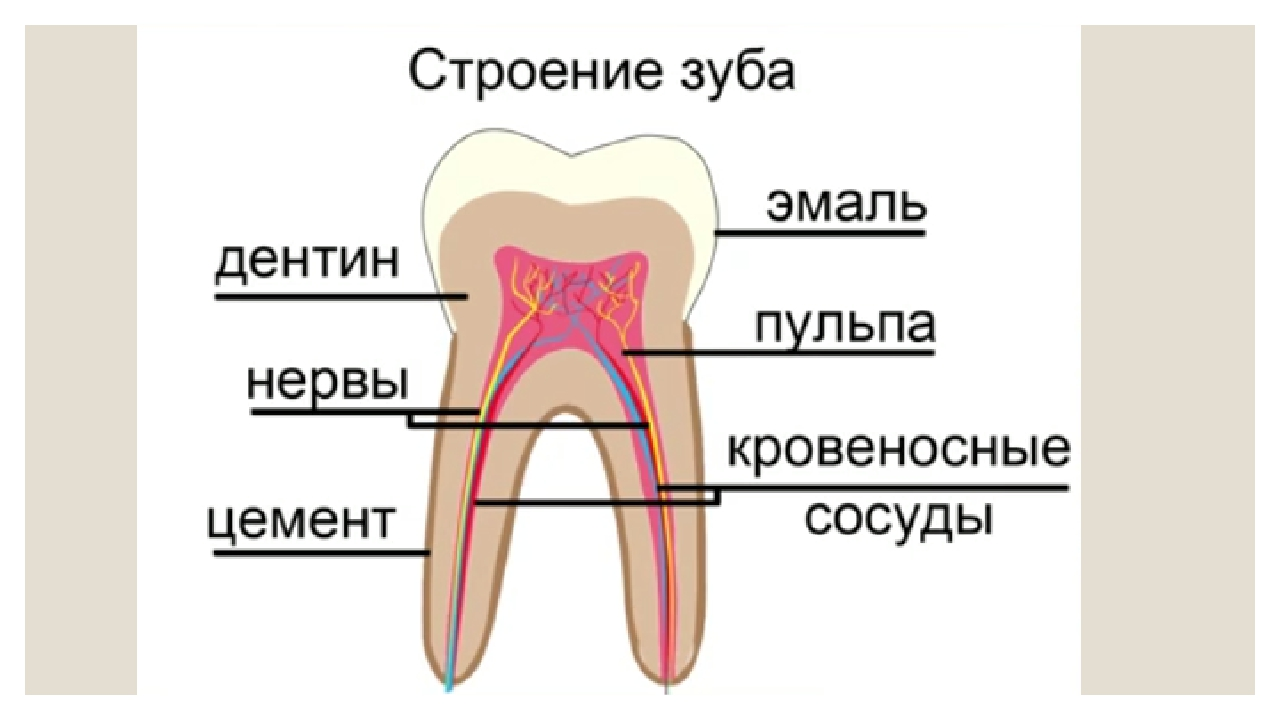 Строение зуба
эмаль
дентин
пульпа
нервы
кровеносные
сосуды
цемент